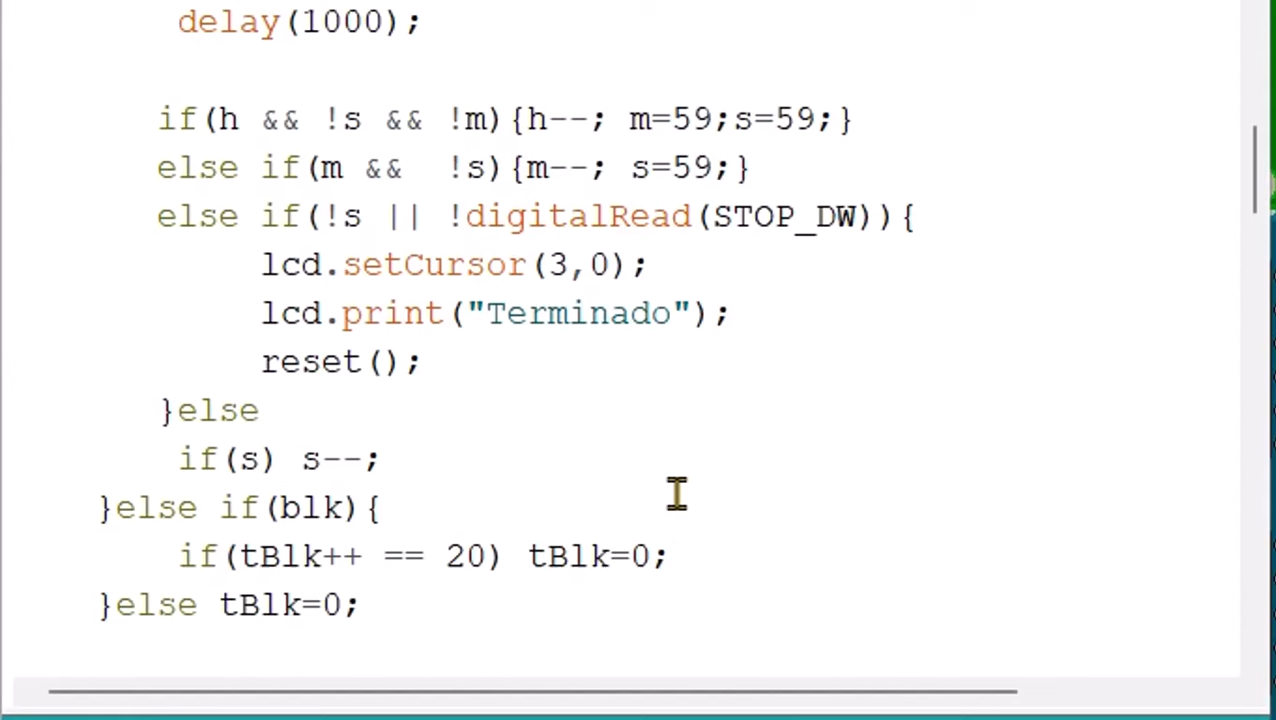 delay(1000);
if(h && !s && !m){h--; m=59;s=59;}
else if(m &&  !s){m--; s=59;}
else if(!s || !digitalRead(STOP_DW)){
lcd.setCursor(3,0);
lcd.print("Terminado");
reset();
}else
if(s) s--;
}else if(blk){
if(tBlk++ == 20) tBlk=0;
}else tBlk=0;